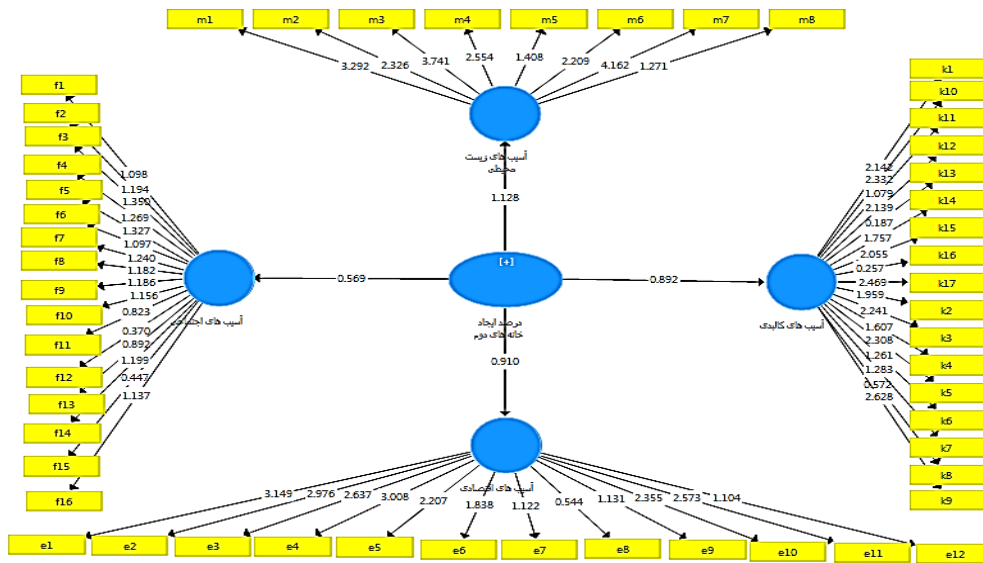 m1 m2 m3 m4 m5 m6 m7 m8
3.292 2.326 3.741 2.554 1.408 2.209 4.162 1.271
آسیب های زیست
محیطی
1.128
f1
f2
f3
f4
f5
f6
f7
f8
f9
f10
f11
f12
f13
f14
f15
f16
1.098
1.194
1.350
1.269
1.327
1.097
1.240
1.182
1.186
1.156
0.823
0.370
0.892
1.199
0.447
1.137
آسیب های اجتماعی
0.569
[+]
درصد ایجاد
خانه های دوم
0.892
0.910
k1
k10
k11
k12
k13
k14
k15
k16
k17
k2
k3
k4
k5
k6
k7
k8
k9
2.142
2.332
1.079
2.139
0.187
1.757
2.055
0.257
2.469
1.959
2.241
1.607
2.308
1.261
1.283
0.572
2.628
آسیب های کالبدی
آسیب های اقتصادی
3.149 2.976 2.637 3.008 2.207 1.838 1.122 0.544 1.131 2.355 2.573 1.104
e1 e2 e3 e4 e5 e6 e7 e8 e9 e10 e11 e12